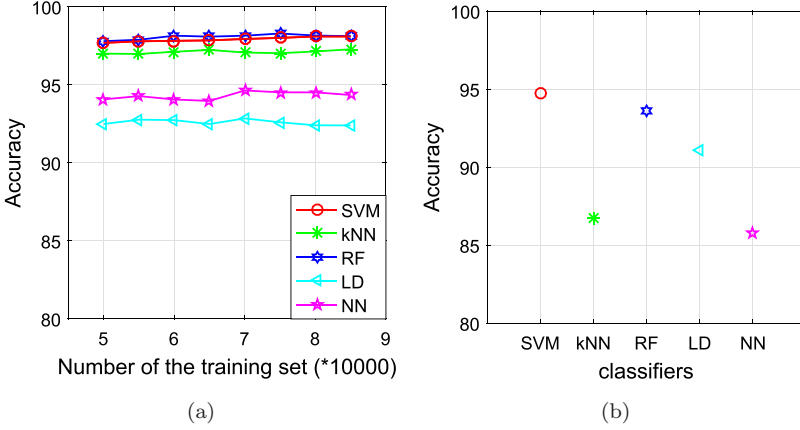 100
95
90
85
80
Accuracy
5
6
7
8
9
Number of the training set (*10000)
SVM
kNN
RF
LD
NN
(a)
100
95
90
85
80
Accuracy
SVM kNN RF LD NN
classifiers
(b)